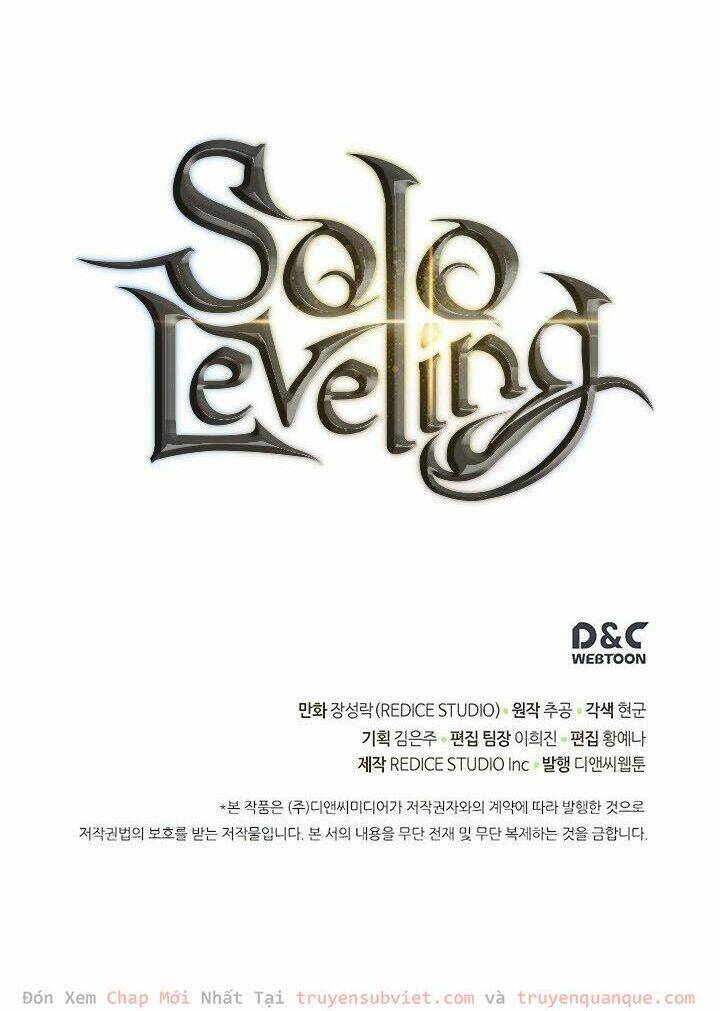 Solo
Leveling
D&C
WEBTOON
만화 장성락(REDICE STUDIO) • 원작 추공 • 각색 현군
기획 김은주 • 편집 팀장 이희진 • 편집 황예나
제작 REDICE STUDIO Inc • 발행 디앤씨웹툰
*본 작품은 (주)디앤씨미디어가 저작권자와의 계약에 따라 발행한 것으로
저작권법의 보호를 받는 저작물입니다. 본 서의 내용을 무단 전재 및 무단 복제하는 것을 금합니다.
Đón Xem Chap Mới Nhất Tại truyensubviet.com và truyenquanque.com